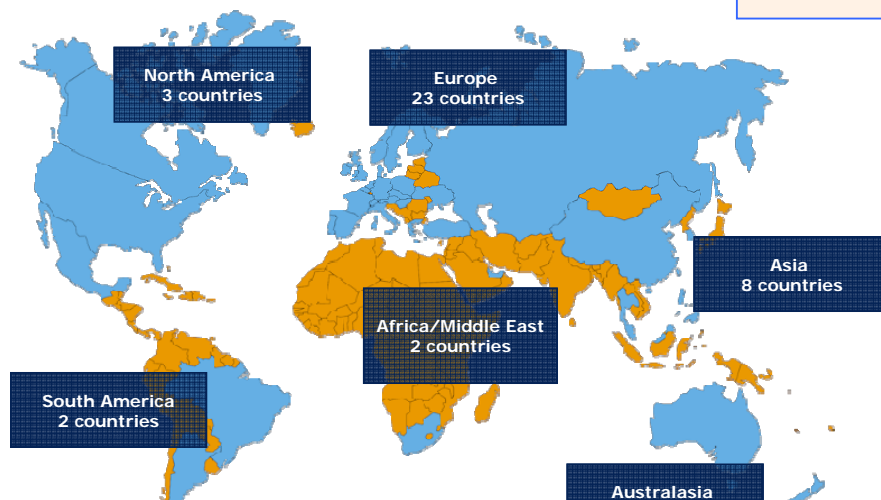 North America
3 countries
Europe
23 countries
Asia
8 countries
Africa/Middle East
2 countries
South America
2 countries
Australasia